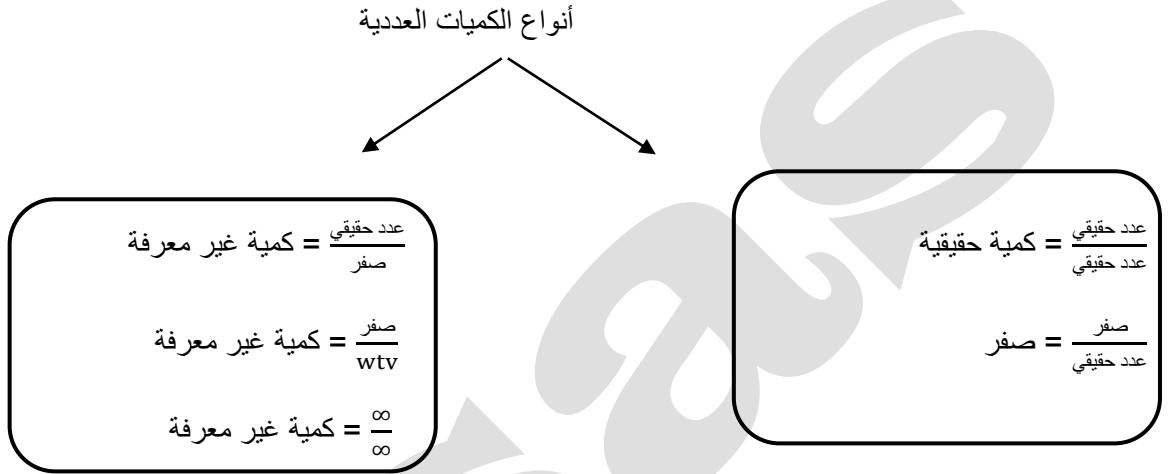 أنواع الكميات العددية
عدد حقيقي / عدد حقيقي = كمية حقيقية
صفر / عدد حقيقي = صفر
عدد حقيقي / صفر = كمية غير معرفة
صفر / wtv = كمية غير معرفة
∞ / ∞ = كمية غير معرفة